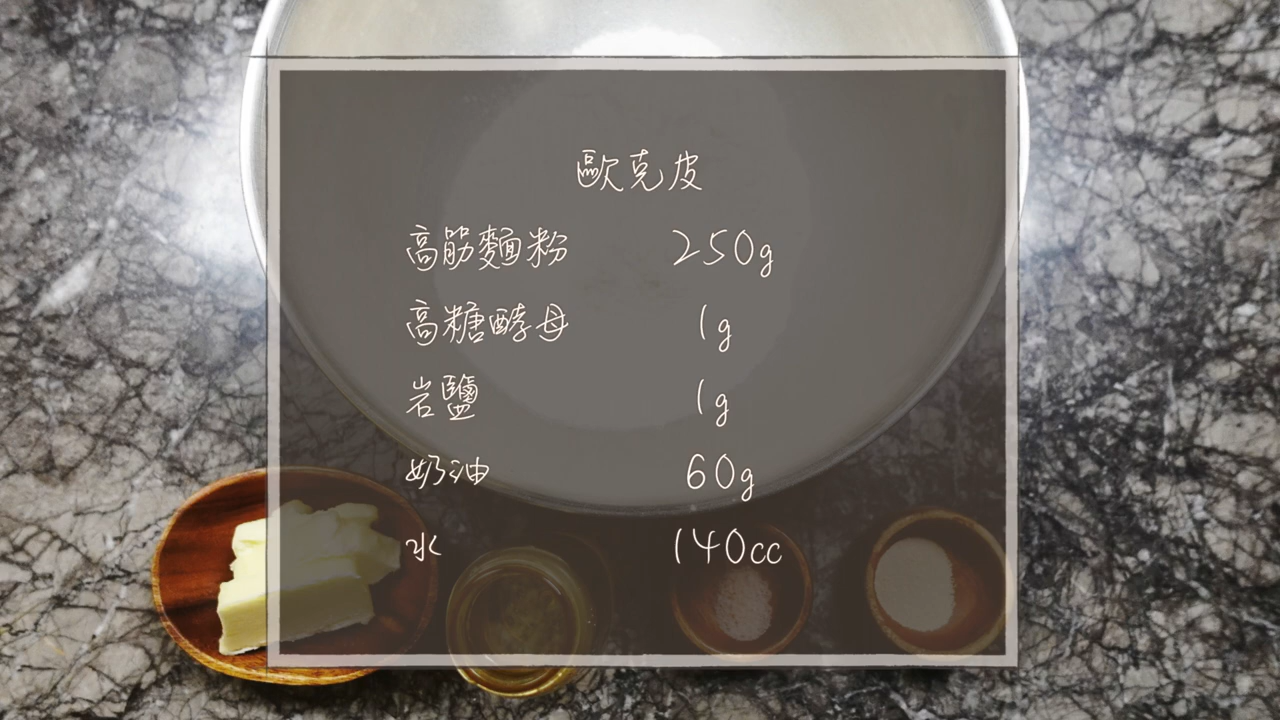 歐克皮
高筋麵粉 250g
高糖酵母 1g
岩鹽 1g
奶油 60g
水 140cc